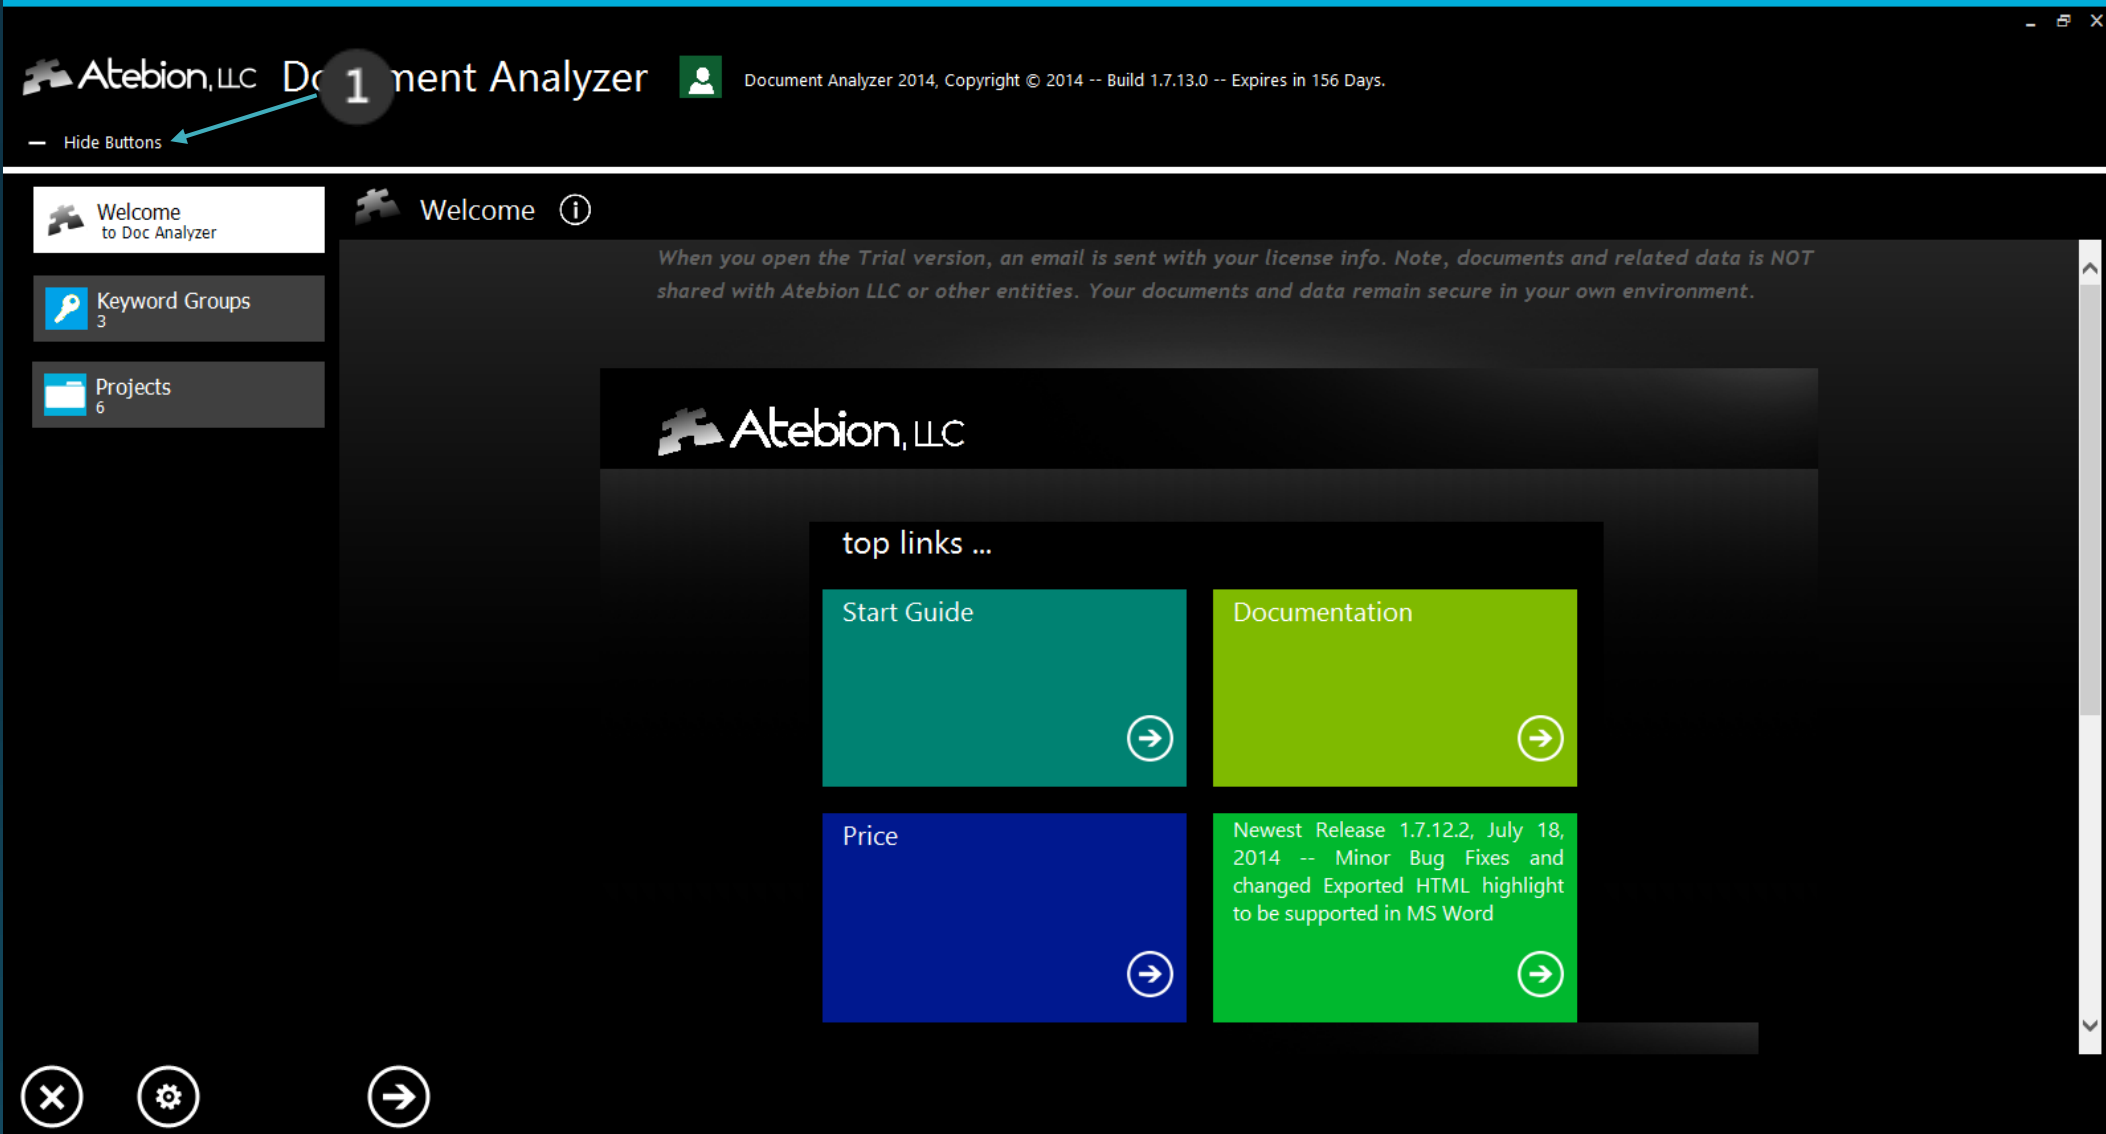 Atebion, LLC
Do 1 ment Analyzer
Document Analyzer 2014, Copyright © 2014 -- Build 1.7.13.0 -- Expires in 156 Days.
Hide Buttons
Welcome
to Doc Analyzer
Keyword Groups
3
Projects
6
Welcome
When you open the Trial version, an email is sent with your license info. Note, documents and related data is NOT
shared with Atebion LLC or other entities. Your documents and data remain secure in your own environment.
Atebion, LLC
top links ...
Start Guide
Documentation
Price
Newest Release 1.7.12.2, July 18,
2014 -- Minor Bug Fixes and
changed Exported HTML highlight
to be supported in MS Word